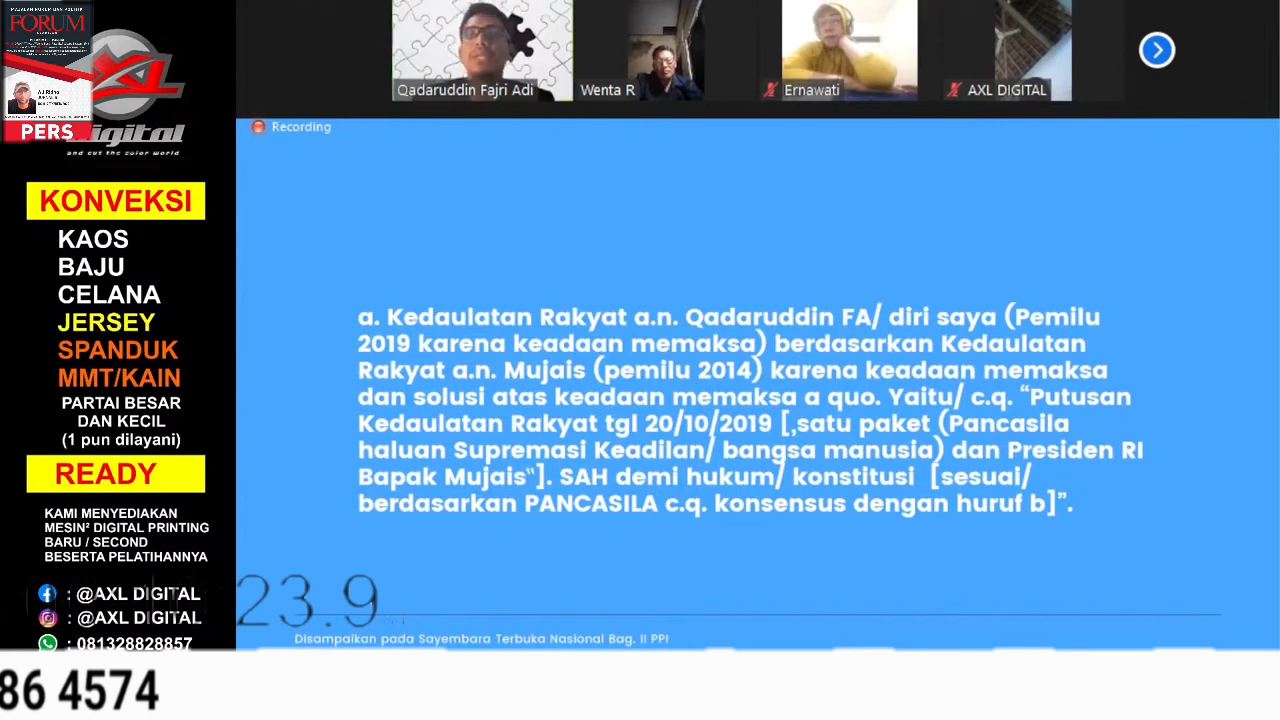 FORUM
PERS
Digital
and cut the color world
KONVEKSI
KAOS
BAJU
CELANA
JERSEY
SPANDUK
MMT/KAIN
PARTAI BESAR
DAN KECIL
(1 pun dilayani)
READY
KAMI MENYEDIAKAN
MESIN² DIGITAL PRINTING
BARU / SECOND
BESERTA PELATIHANNYA
: @AXL DIGITAL
: @AXL DIGITAL
: 081328828857
Qadaruddin Fajri Adi
Wenta R
Ernawati
AXL DIGITAL
Recording
a. Kedaulatan Rakyat a.n. Qadaruddin FA/ diri saya (Pemilu
2019 karena keadaan memaksa) berdasarkan Kedaulatan
Rakyat a.n. Mujais (pemilu 2014) karena keadaan memaksa
dan solusi atas keadaan memaksa a quo. Yaitu/ c.q. “Putusan
Kedaulatan Rakyat tgl 20/10/2019 [,satu paket (Pancasila
haluan Supremasi Keadilan/ bangsa manusia) dan Presiden RI
Bapak Mujais‟]. SAH demi hukum/ konstitusi [sesuai/
berdasarkan PANCASILA c.q. konsensus dengan huruf b]”.
23.9
Disampaikan pada Sayembara Terbuka Nasional Bag. II PPI
86 4574